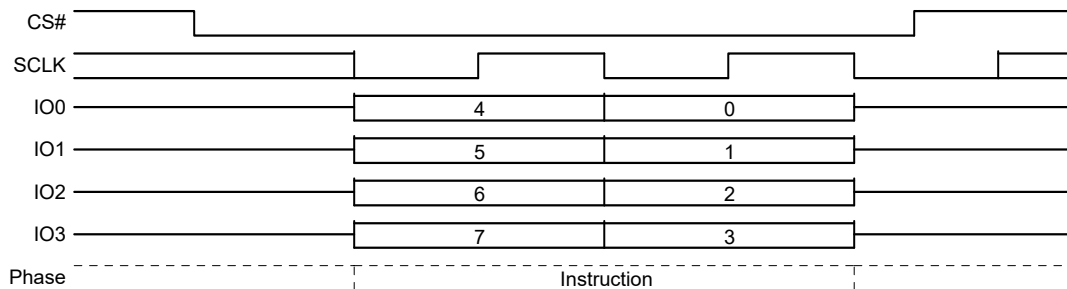 CS#
SCLK
IO0 4 0
IO1 5 1
IO2 6 2
IO3 7 3
Phase Instruction